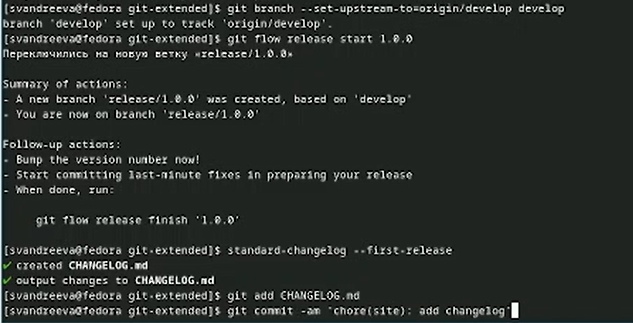 [svandreeva@fedora git-extended]$ git branch --set-upstream-to=origin/develop develop
branch 'develop' set up to track 'origin/develop'.
[svandreeva@fedora git-extended]$ git flow release start 1.0.0
Переключились на новую ветку «release/1.0.0»
Summary of actions:
- A new branch 'release/1.0.0' was created, based on 'develop'
- You are now on branch 'release/1.0.0'
Follow-up actions:
- Bump the version number now!
- Start committing last-minute fixes in preparing your release
- When done, run:
git flow release finish '1.0.0'
[svandreeva@fedora git-extended]$ standard-changelog --first-release
✔ created CHANGELOG.md
✔ output changes to CHANGELOG.md
[svandreeva@fedora git-extended]$ git add CHANGELOG.md
[svandreeva@fedora git-extended]$ git commit -am 'chore(site): add changelog'